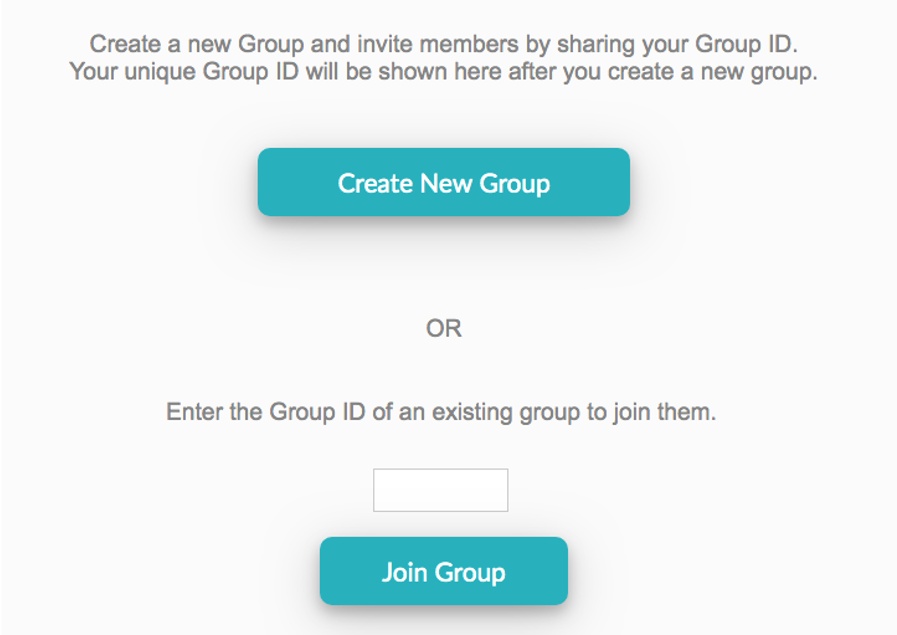 Create a new Group and invite members by sharing your Group ID.
Your unique Group ID will be shown here after you create a new group.
Create New Group
OR
Enter the Group ID of an existing group to join them.
Join Group